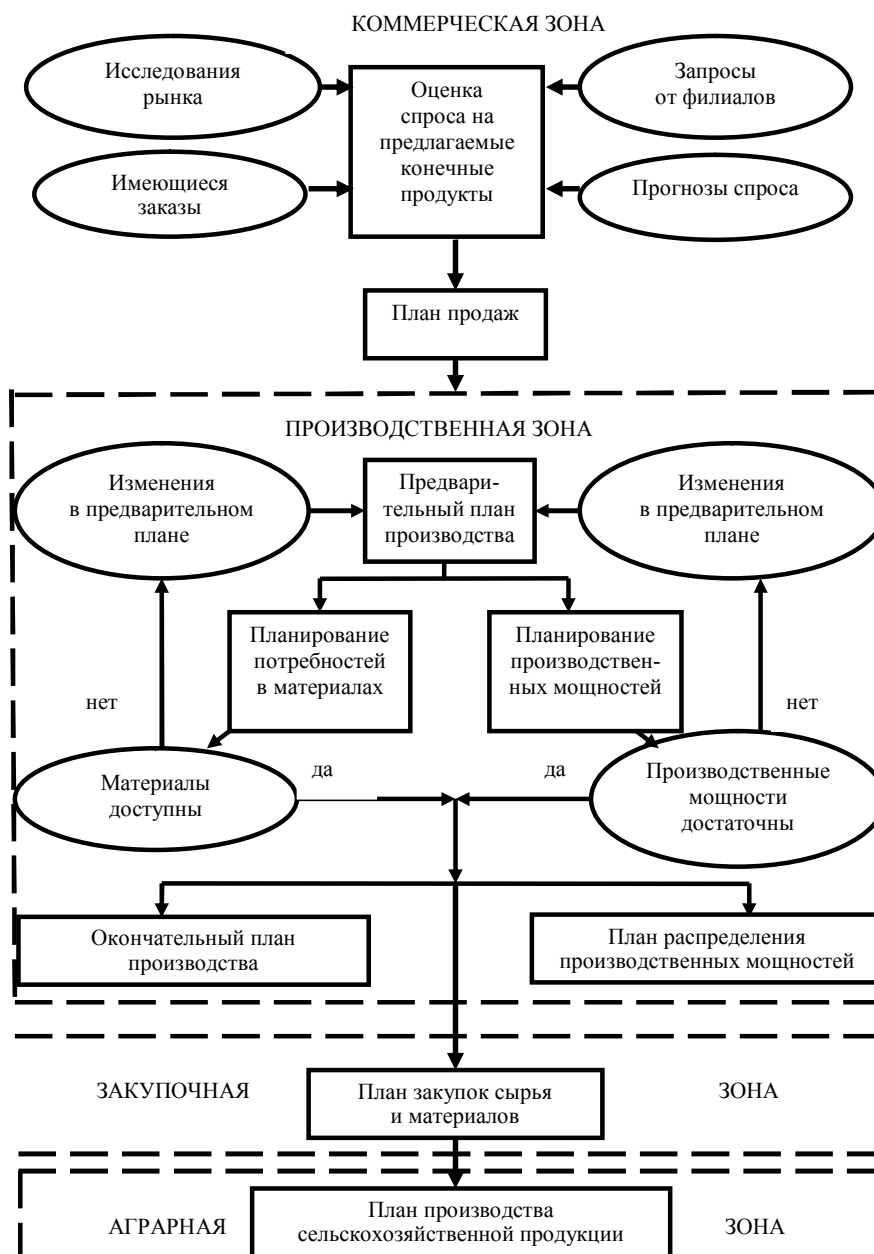 КОММЕРЧЕСКАЯ ЗОНА
Исследования
рынка
Оценка
спроса на
предлагаемые
конечные
продукты
Запросы
от филиалов
Имеющиеся
заказы
Прогнозы спроса
План продаж
ПРОИЗВОДСТВЕННАЯ ЗОНА
Изменения
в предварительном
плане
Предвари-
тельный план
производства
Изменения
в предварительном
плане
Планирование
потребностей
в материалах
Планирование
производствен-
ных мощностей
нет
нет
Материалы
доступны
да
да
Производственные
мощности
достаточны
Окончательный план
производства
План распределения
производственных мощностей
ЗАКУПОЧНАЯ
План закупок сырья
и материалов
ЗОНА
АГРАРНАЯ
План производства
сельскохозяйственной продукции
ЗОНА